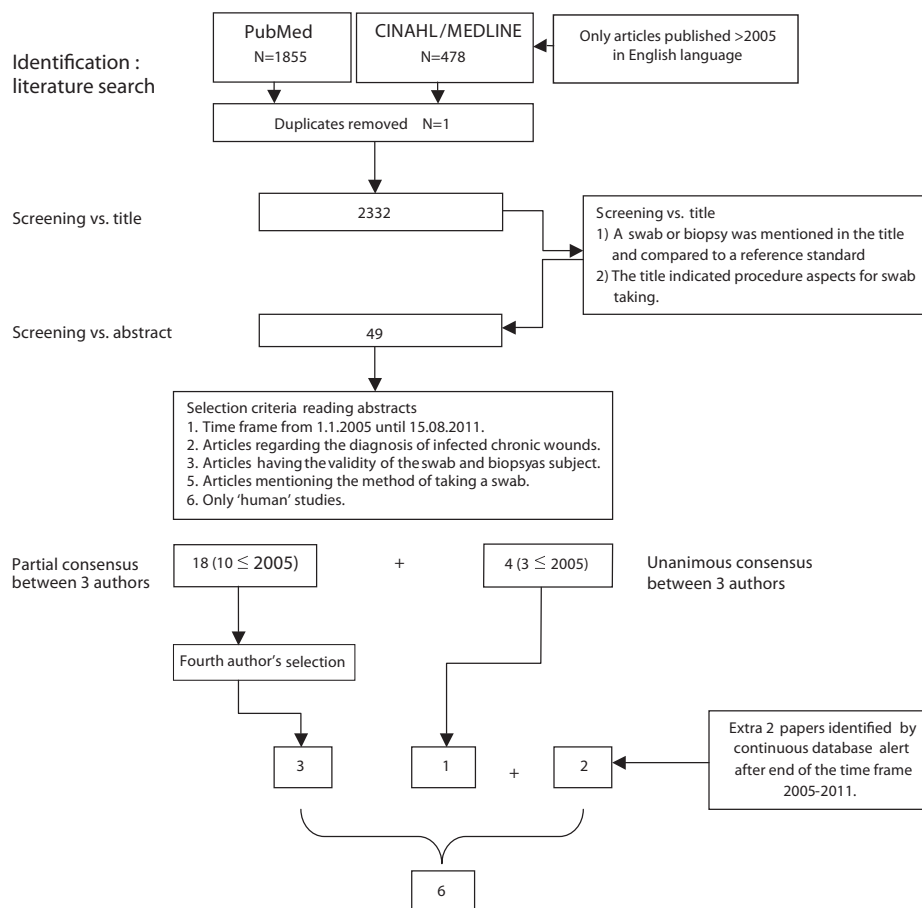 PubMed
N=1855
CINAHL/MEDLINE
N=478
Only articles published >2005
in English language
Identification :
literature search
Duplicates removed N=1
Screening vs. title
2332
Screening vs. title
1) A swab or biopsy was mentioned in the title
and compared to a reference standard
2) The title indicated procedure aspects for swab
taking.
Screening vs. abstract
49
Selection criteria reading abstracts
1. Time frame from 1.1.2005 until 15.08.2011.
2. Articles regarding the diagnosis of infected chronic wounds.
3. Articles having the validity of the swab and biopsyas subject.
5. Articles mentioning the method of taking a swab.
6. Only 'human' studies.
Partial consensus
between 3 authors
18 (10 ≤ 2005)
+
4 (3 ≤ 2005)
Unanimous consensus
between 3 authors
Fourth author's selection
3
1
+
2
Extra 2 papers identified by
continuous database alert
after end of the time frame
2005-2011.
6